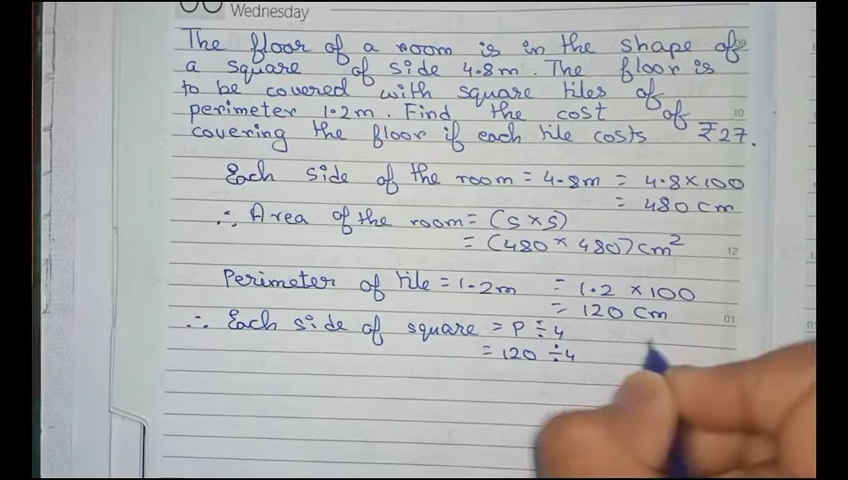 Wednesday
The floor of a room is in the shape of
a square of side 4.8m. The floor is
to be covered with square tiles of
perimeter 1.2m. Find the cost of
10
covering the floor if each tile costs ₹27.
Each side of the room = 4.8m = 4.8×100
= 480 cm
∴ Area of the room = (s×s)
= (480×480) cm²
12
Perimeter of tile = 1.2m = 1.2 × 100
= 120 cm
01
∴ Each side of square = P÷4
= 120 ÷4